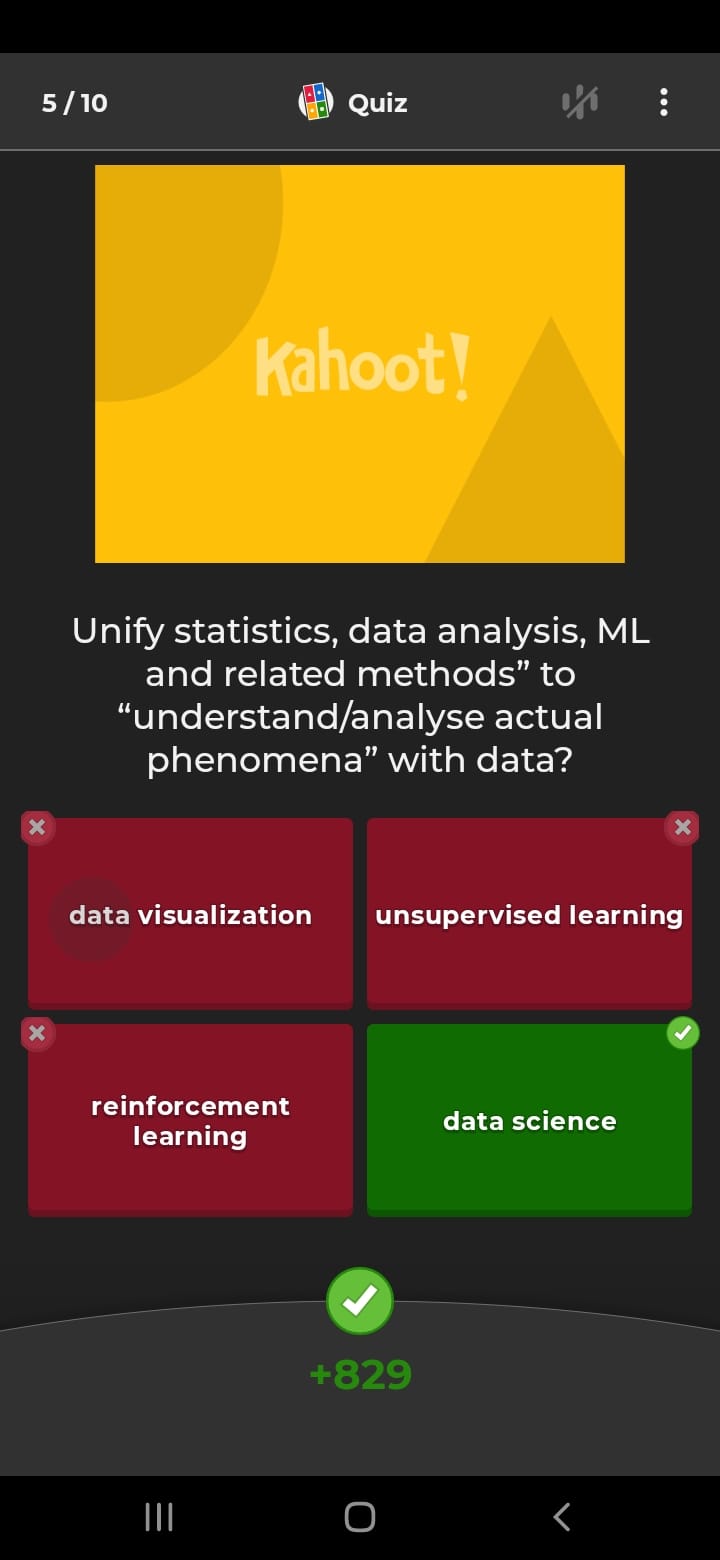 5 / 10
Quiz
Kahoot!
Unify statistics, data analysis, ML
and related methods” to
“understand/analyse actual
phenomena” with data?
data visualization
unsupervised learning
reinforcement
learning
data science
+829